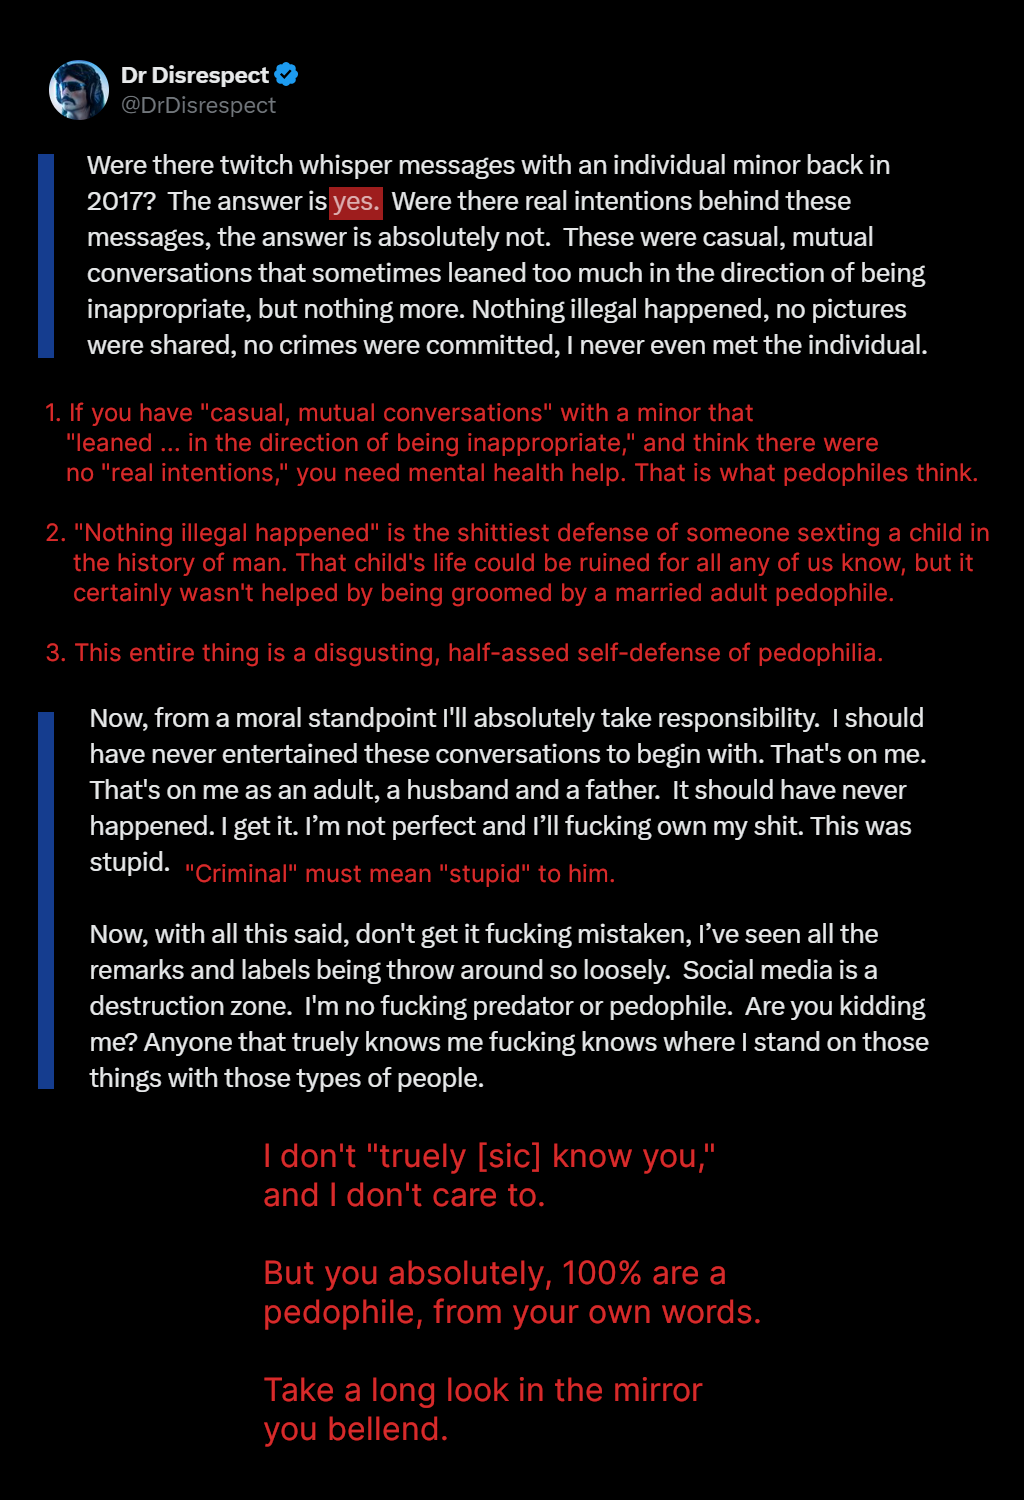 Dr Disrespect
@DrDisrespect
Were there twitch whisper messages with an individual minor back in
2017?  The answer is yes.  Were there real intentions behind these
messages, the answer is absolutely not.  These were casual, mutual
conversations that sometimes leaned too much in the direction of being
inappropriate, but nothing more. Nothing illegal happened, no pictures
were shared, no crimes were committed, I never even met the individual.
1. If you have "casual, mutual conversations" with a minor that
"leaned ... in the direction of being inappropriate," and think there were
no "real intentions," you need mental health help. That is what pedophiles think.
2. "Nothing illegal happened" is the shittiest defense of someone sexting a child in
the history of man. That child's life could be ruined for all any of us know, but it
certainly wasn't helped by being groomed by a married adult pedophile.
3. This entire thing is a disgusting, half-assed self-defense of pedophilia.
Now, from a moral standpoint I'll absolutely take responsibility.  I should
have never entertained these conversations to begin with. That's on me.
That's on me as an adult, a husband and a father.  It should have never
happened. I get it. I’m not perfect and I’ll fucking own my shit. This was
stupid. "Criminal" must mean "stupid" to him.
Now, with all this said, don't get it fucking mistaken, I’ve seen all the
remarks and labels being throw around so loosely.  Social media is a
destruction zone.  I'm no fucking predator or pedophile.  Are you kidding
me? Anyone that truely knows me fucking knows where I stand on those
things with those types of people.
I don't "truely [sic] know you,"
and I don't care to.
But you absolutely, 100% are a
pedophile, from your own words.
Take a long look in the mirror
you bellend.